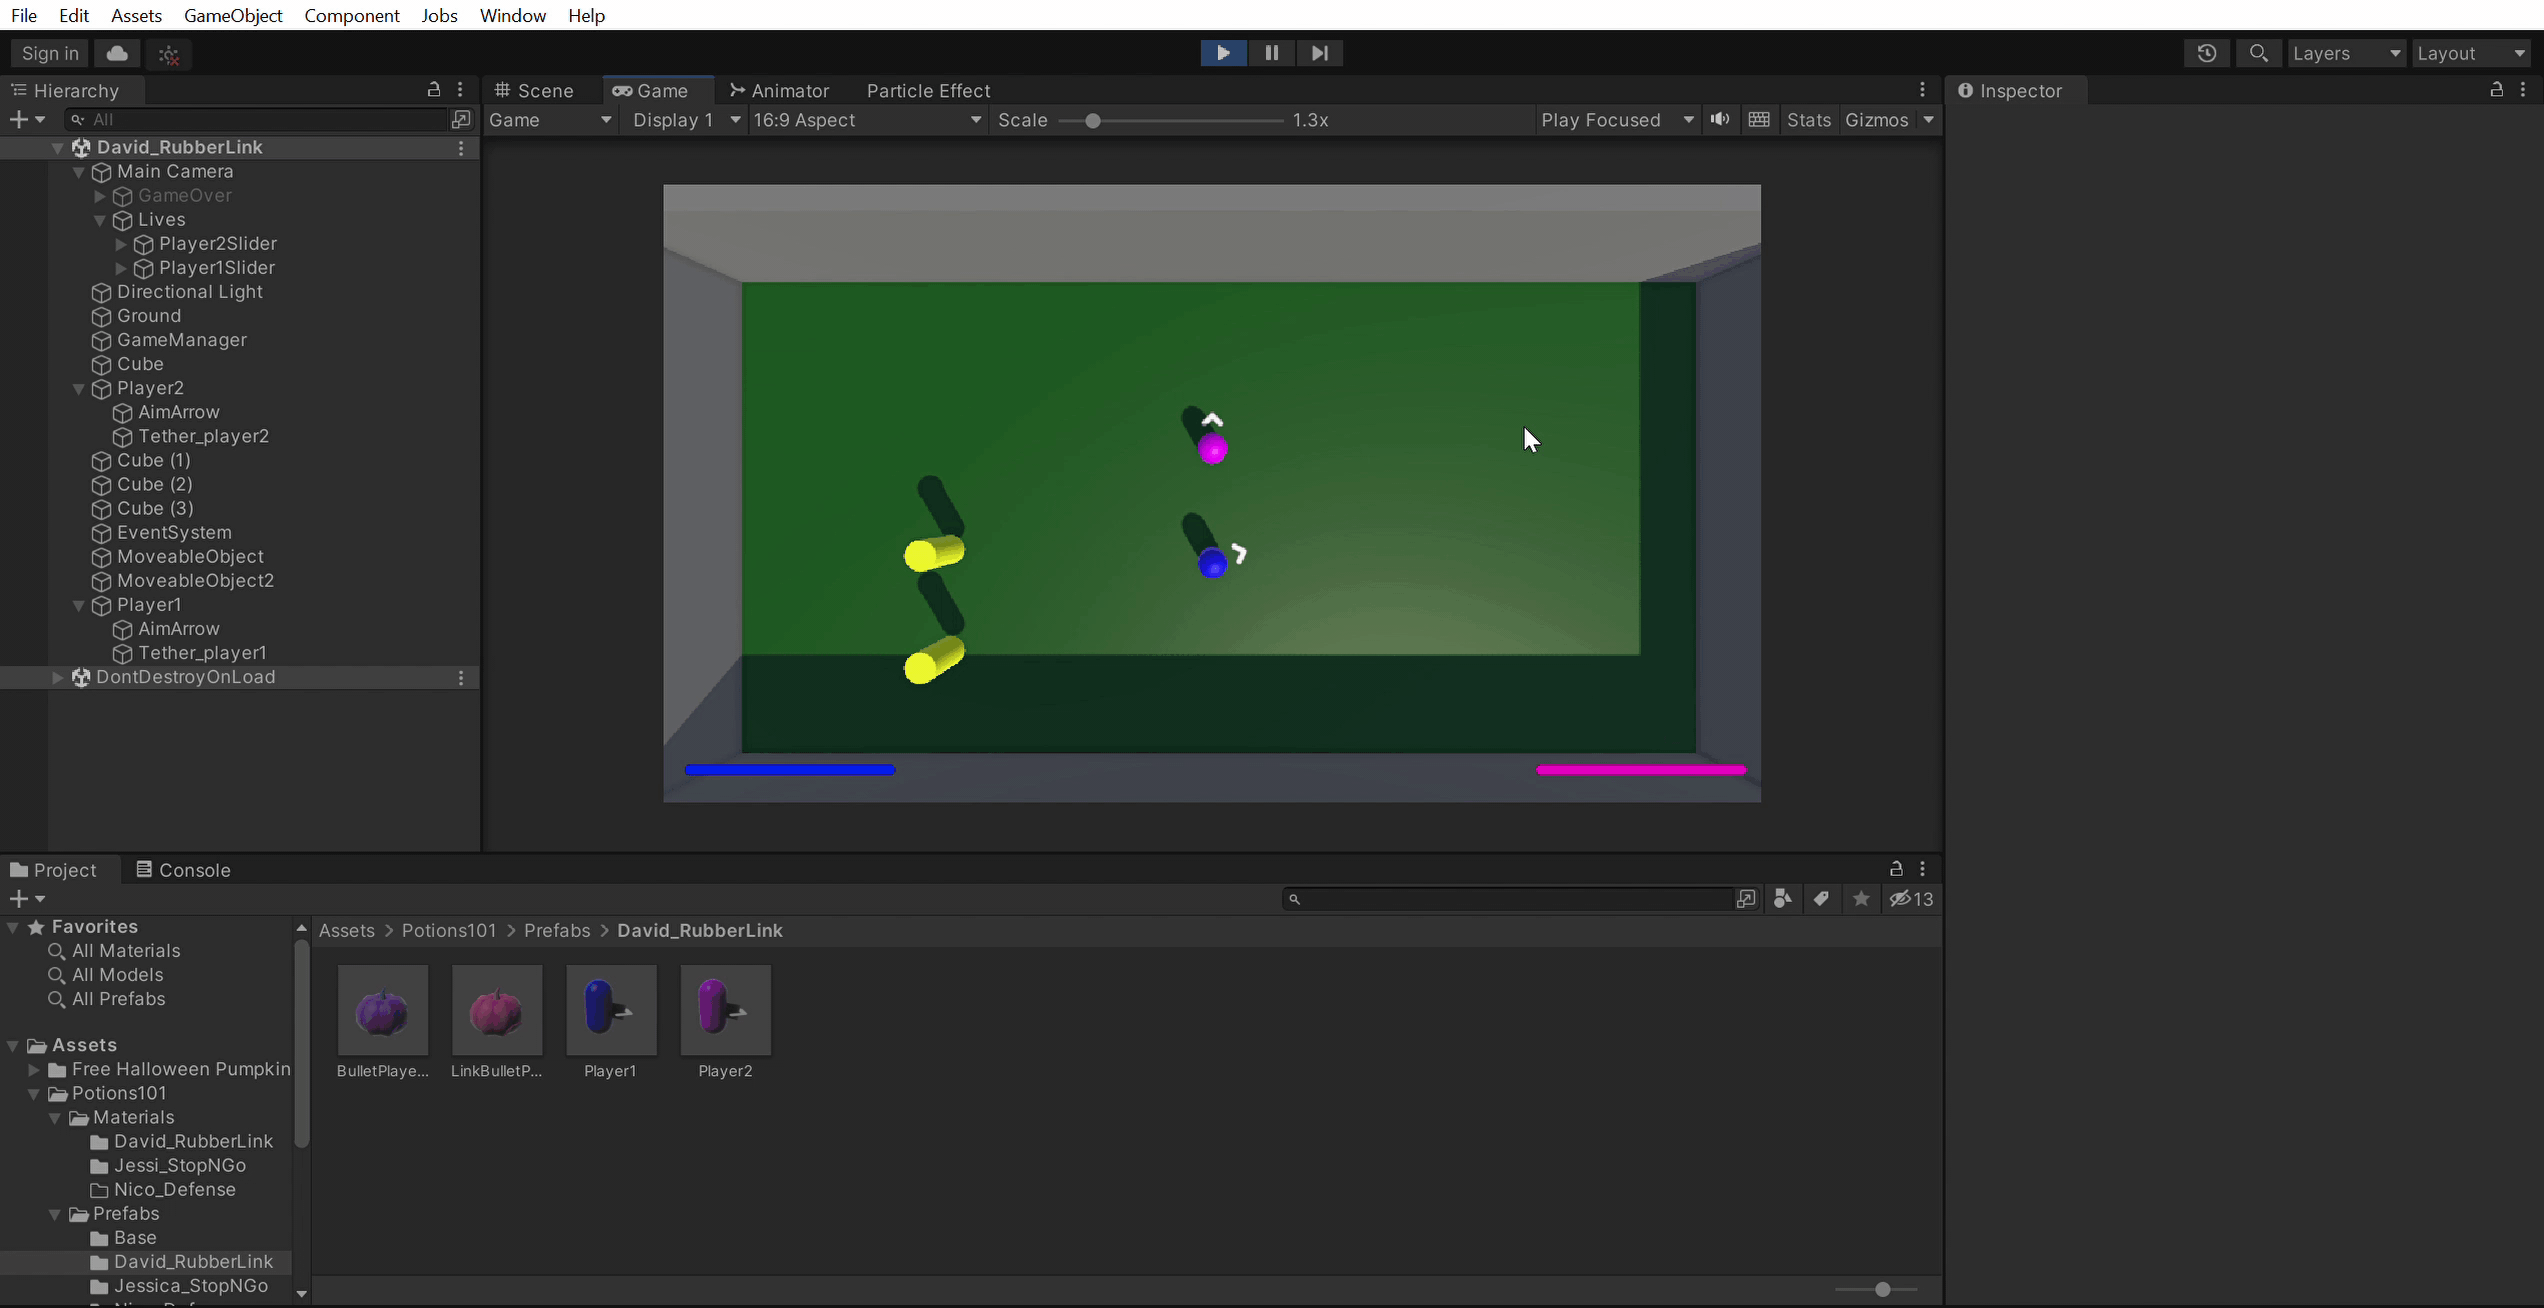 File Edit Assets GameObject Component Jobs Window Help
Sign in Layers Layout
Hierarchy
All
David_RubberLink
Main Camera
GameOver
Lives
Player2Slider
Player1Slider
Directional Light
Ground
GameManager
Cube
Player2
AimArrow
Tether_player2
Cube (1)
Cube (2)
Cube (3)
EventSystem
MoveableObject
MoveableObject2
Player1
AimArrow
Tether_player1
DontDestroyOnLoad
Scene Game Animator Particle Effect
Game Display 1 16:9 Aspect Scale 1.3x Play Focused Stats Gizmos
Inspector
Project Console
13
Favorites
All Materials
All Models
All Prefabs
Assets
Free Halloween Pumpkin
Potions101
Materials
David_RubberLink
Jessi_StopNGo
Nico_Defense
Prefabs
Base
David_RubberLink
Jessica_StopNGo
Assets > Potions101 > Prefabs > David_RubberLink
BulletPlaye... LinkBulletP... Player1 Player2